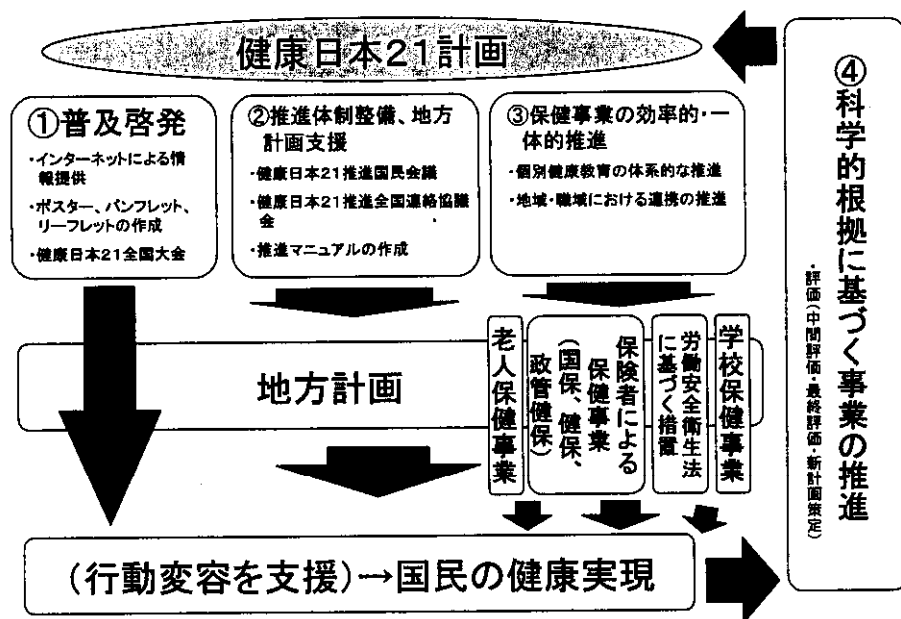 健康日本21計画
①普及啓発
・インターネットによる情
報提供
・ポスター、パンフレット、
リーフレットの作成
・健康日本21全国大会
②推進体制整備、地方
計画支援
・健康日本21推進国民会議
・健康日本21推進全国連絡協議
会
・推進マニュアルの作成
③保健事業の効率的・一
体的推進
・個別健康教育の体系的な推進
・地域・職域における連携の推進
地方計画
老人保健事業
保険者による
保健事業
(国保、健保、
政管健保)
労働安全衛生法
に基づく措置
学校保健事業
(行動変容を支援)→国民の健康実現
④科学的根拠に基づく事業の推進
・評価(中間評価・最終評価・新計画策定)